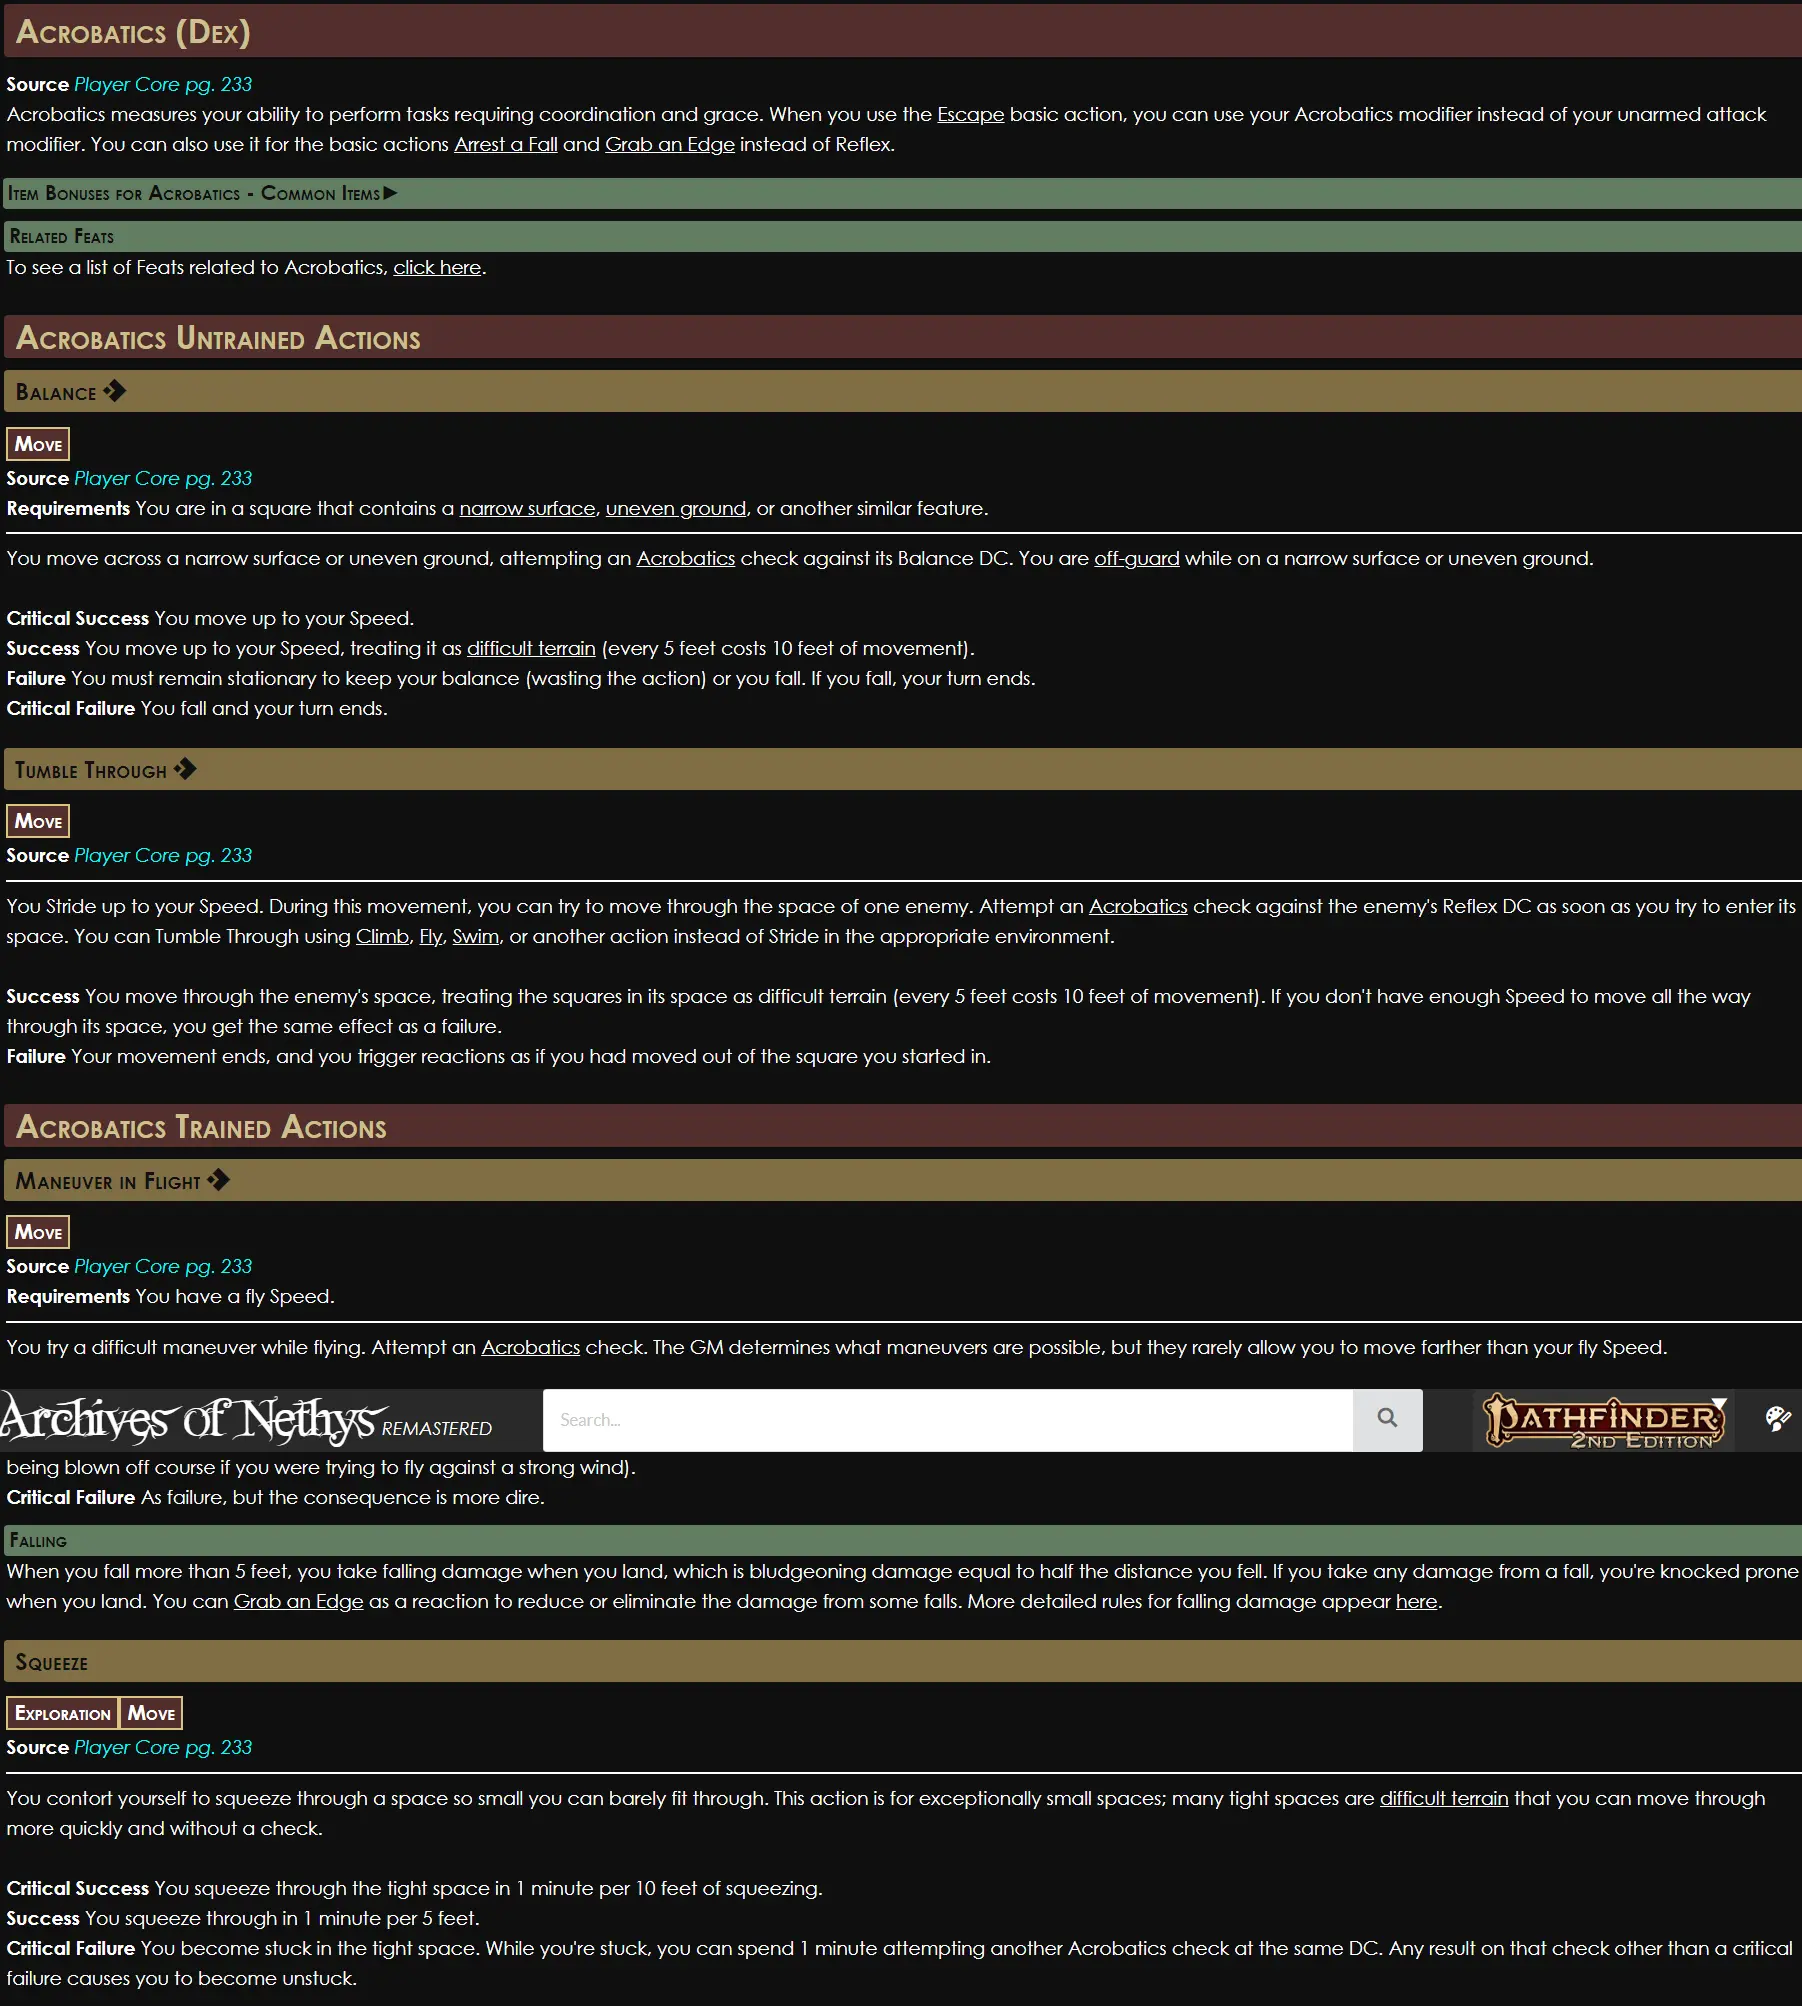 Acrobatics (Dex)
Source Player Core pg. 233
Acrobatics measures your ability to perform tasks requiring coordination and grace. When you use the Escape basic action, you can use your Acrobatics modifier instead of your unarmed attack
modifier. You can also use it for the basic actions Arrest a Fall and Grab an Edge instead of Reflex.
Item Bonuses for Acrobatics - Common Items►
Related Feats
To see a list of Feats related to Acrobatics, click here.
Acrobatics Untrained Actions
Balance
Move
Source Player Core pg. 233
Requirements You are in a square that contains a narrow surface, uneven ground, or another similar feature.
You move across a narrow surface or uneven ground, attempting an Acrobatics check against its Balance DC. You are off-guard while on a narrow surface or uneven ground.
Critical Success You move up to your Speed.
Success You move up to your Speed, treating it as difficult terrain (every 5 feet costs 10 feet of movement).
Failure You must remain stationary to keep your balance (wasting the action) or you fall. If you fall, your turn ends.
Critical Failure You fall and your turn ends.
Tumble Through
Move
Source Player Core pg. 233
You Stride up to your Speed. During this movement, you can try to move through the space of one enemy. Attempt an Acrobatics check against the enemy's Reflex DC as soon as you try to enter its
space. You can Tumble Through using Climb, Fly, Swim, or another action instead of Stride in the appropriate environment.
Success You move through the enemy's space, treating the squares in its space as difficult terrain (every 5 feet costs 10 feet of movement). If you don't have enough Speed to move all the way
through its space, you get the same effect as a failure.
Failure Your movement ends, and you trigger reactions as if you had moved out of the square you started in.
Acrobatics Trained Actions
Maneuver in Flight
Move
Source Player Core pg. 233
Requirements You have a fly Speed.
You try a difficult maneuver while flying. Attempt an Acrobatics check. The GM determines what maneuvers are possible, but they rarely allow you to move farther than your fly Speed.
Archives of Nethys REMASTERED Search... Pathfinder 2nd Edition
being blown off course if you were trying to fly against a strong wind).
Critical Failure As failure, but the consequence is more dire.
Falling
When you fall more than 5 feet, you take falling damage when you land, which is bludgeoning damage equal to half the distance you fell. If you take any damage from a fall, you're knocked prone
when you land. You can Grab an Edge as a reaction to reduce or eliminate the damage from some falls. More detailed rules for falling damage appear here.
Squeeze
Exploration Move
Source Player Core pg. 233
You contort yourself to squeeze through a space so small you can barely fit through. This action is for exceptionally small spaces; many tight spaces are difficult terrain that you can move through
more quickly and without a check.
Critical Success You squeeze through the tight space in 1 minute per 10 feet of squeezing.
Success You squeeze through in 1 minute per 5 feet.
Critical Failure You become stuck in the tight space. While you're stuck, you can spend 1 minute attempting another Acrobatics check at the same DC. Any result on that check other than a critical
failure causes you to become unstuck.